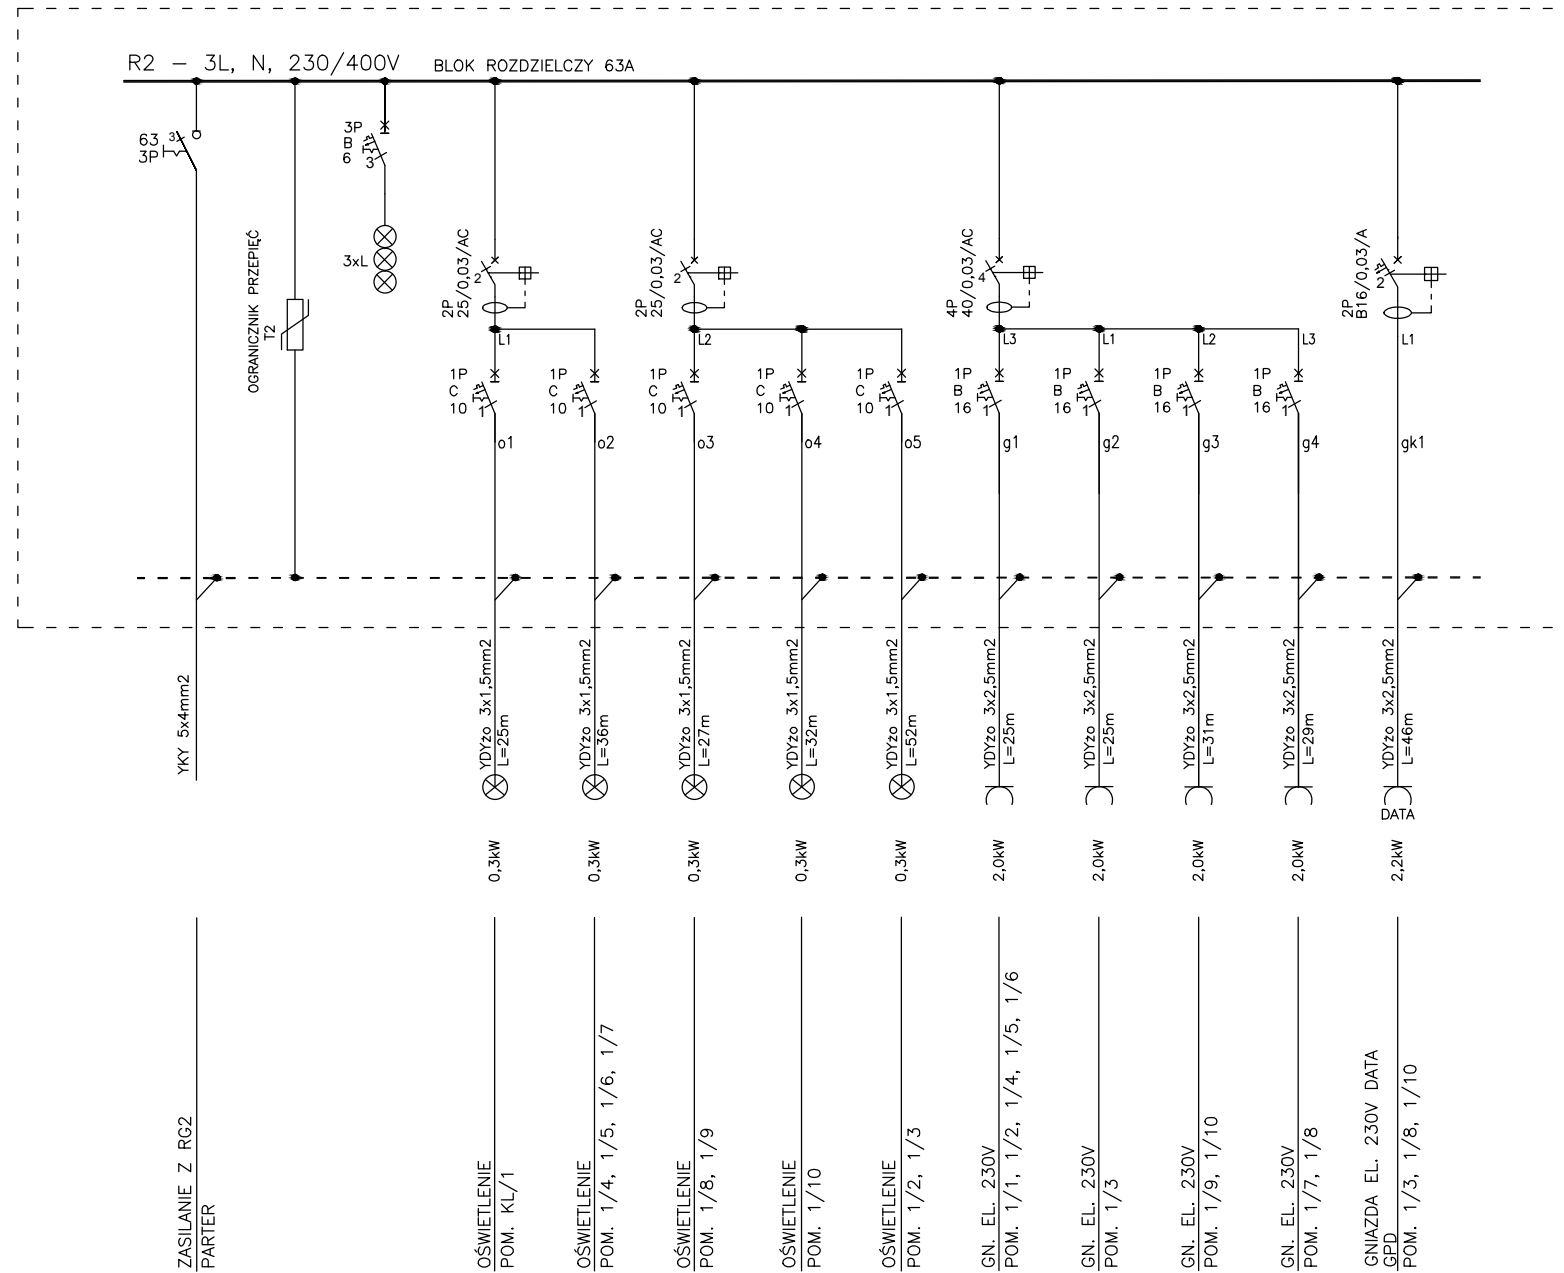 R2 – 3L, N, 230/400V
BLOK ROZDZIELCZY 63A
63
3P
3
OGRANICZNIK PRZEPIĘĆ
T2
3P
B
6
3
3xL
2P
25/0,03/AC
2
2P
25/0,03/AC
2
4P
40/0,03/AC
4
2P
B16/0,03/A
2
L1
L2
L3
L1
L2
L3
L1
1P
C
10
1
1P
C
10
1
1P
C
10
1
1P
C
10
1
1P
C
10
1
1P
B
16
1
1P
B
16
1
1P
B
16
1
1P
B
16
1
o1
o2
o3
o4
o5
g1
g2
g3
g4
gk1
YKY 5x4mm2
YDYżo 3x1,5mm2
L=25m
YDYżo 3x1,5mm2
L=36m
YDYżo 3x1,5mm2
L=27m
YDYżo 3x1,5mm2
L=32m
YDYżo 3x1,5mm2
L=52m
YDYżo 3x2,5mm2
L=25m
YDYżo 3x2,5mm2
L=25m
YDYżo 3x2,5mm2
L=31m
YDYżo 3x2,5mm2
L=29m
YDYżo 3x2,5mm2
L=46m
DATA
0,3kW
0,3kW
0,3kW
0,3kW
0,3kW
2,0kW
2,0kW
2,0kW
2,0kW
2,2kW
ZASILANIE Z RG2
PARTER
OŚWIETLENIE
POM. KL/1
OŚWIETLENIE
POM. 1/4, 1/5, 1/6, 1/7
OŚWIETLENIE
POM. 1/8, 1/9
OŚWIETLENIE
POM. 1/10
OŚWIETLENIE
POM. 1/2, 1/3
GN. EL. 230V
POM. 1/1, 1/2, 1/4, 1/5, 1/6
GN. EL. 230V
POM. 1/3
GN. EL. 230V
POM. 1/9, 1/10
GN. EL. 230V
POM. 1/7, 1/8
GNIAZDA EL. 230V DATA
GPD
POM. 1/3, 1/8, 1/10